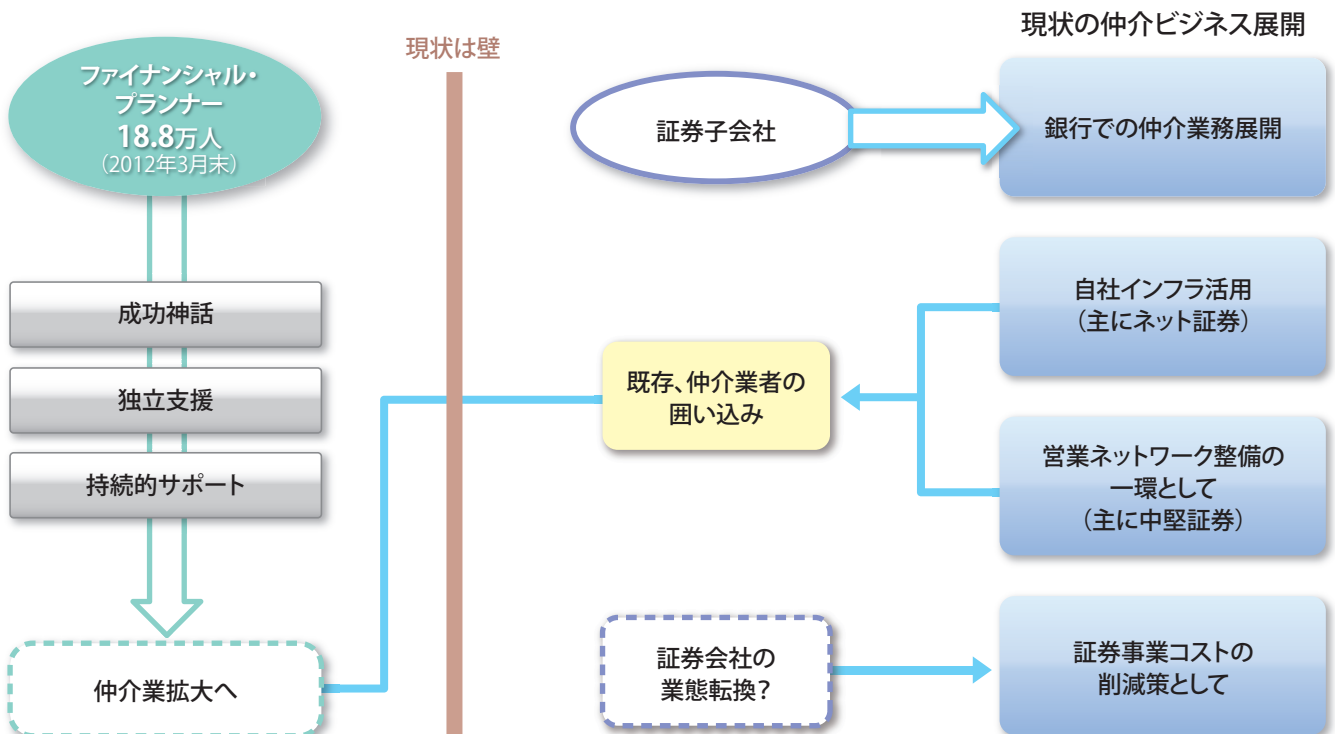 現状の仲介ビジネス展開
現状は壁
ファイナンシャル・
プランナー
18.8万人
（2012年3月末）
証券子会社
銀行での仲介業務展開
成功神話
独立支援
持続的サポート
仲介業拡大へ
既存、仲介業者の
囲い込み
自社インフラ活用
（主にネット証券）
営業ネットワーク整備の
一環として
（主に中堅証券）
証券会社の
業態転換？
証券事業コストの
削減策として